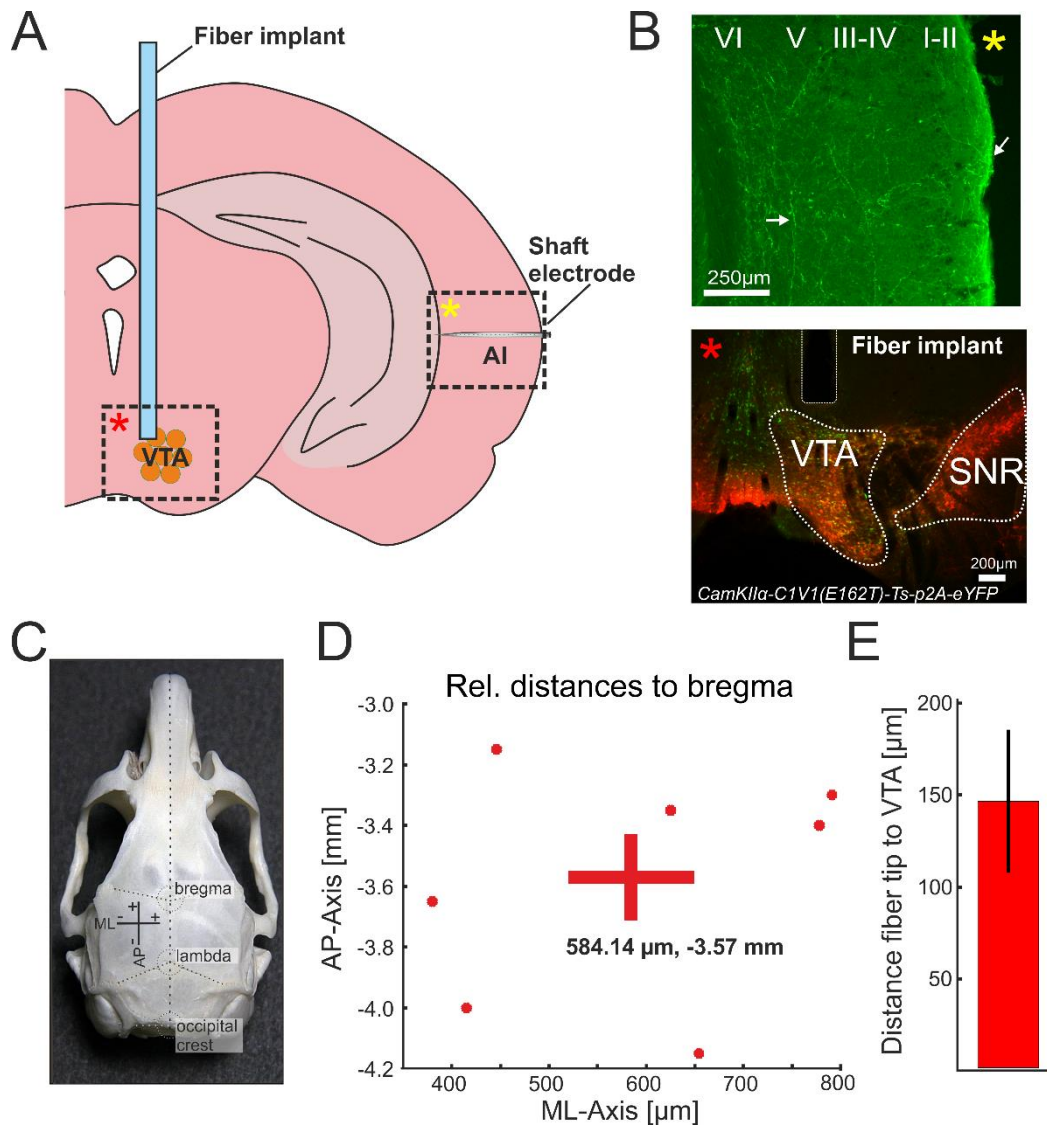 A
Fiber implant
Shaft
electrode
*
AI
*
VTA
B
VI V III-IV I-II *
250µm
* Fiber implant
VTA
SNR
200µm
CamKIIα-C1V1(E162T)-Ts-p2A-eYFP
C
bregma
+
ML - +
AP -
lambda
occipital
crest
D
Rel. distances to bregma
AP-Axis [mm]
-3.0
-3.2
-3.4
-3.6
-3.8
-4.0
-4.2
584.14 µm, -3.57 mm
400 500 600 700 800
ML-Axis [µm]
E
Distance fiber tip to VTA [µm]
200
150
100
50